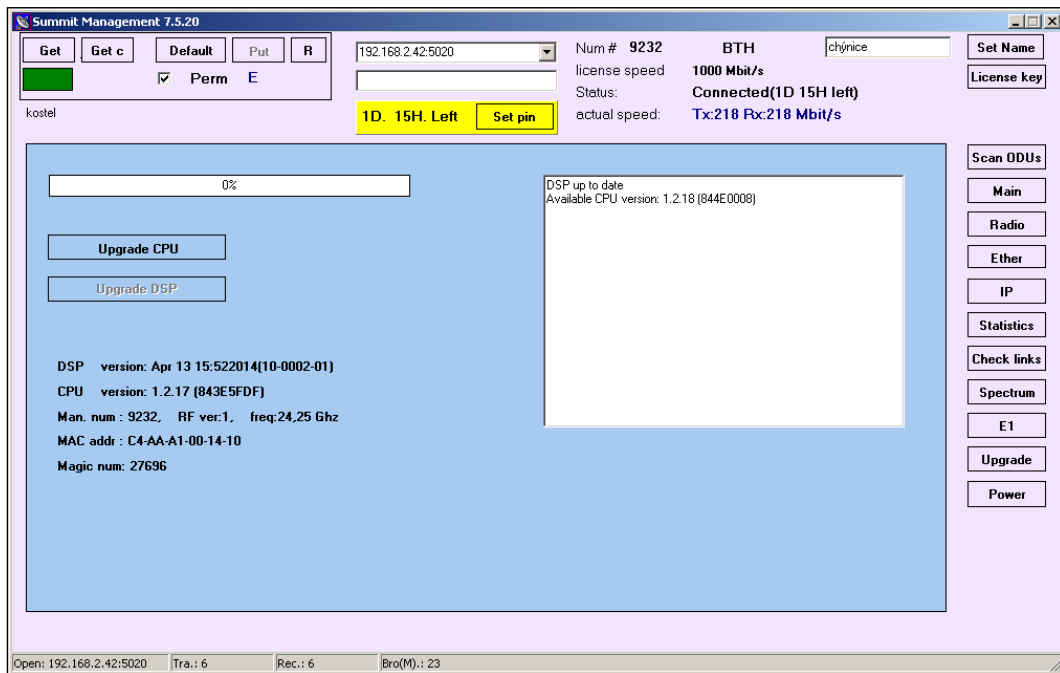 Summit Management 7.5.20
Get Get c Default Put R
Perm E
kostel
192.168.2.42:5020
1D. 15H. Left Set pin
Num # 9232 BTH chýnice
license speed 1000 Mbit/s
Status: Connected(1D 15H left)
actual speed: Tx:218 Rx:218 Mbit/s
Set Name
License key
0%
Upgrade CPU
Upgrade DSP
DSP version: Apr 13 15:522014(10-0002-01)
CPU version: 1.2.17 (843E5FDF)
Man. num : 9232, RF ver:1, freq:24,25 Ghz
MAC addr : C4-AA-A1-00-14-10
Magic num: 27696
DSP up to date
Available CPU version: 1.2.18 (844E0008)
Scan ODUs
Main
Radio
Ether
IP
Statistics
Check links
Spectrum
E1
Upgrade
Power
Open: 192.168.2.42:5020 Tra.: 6 Rec.: 6 Bro(M).: 23